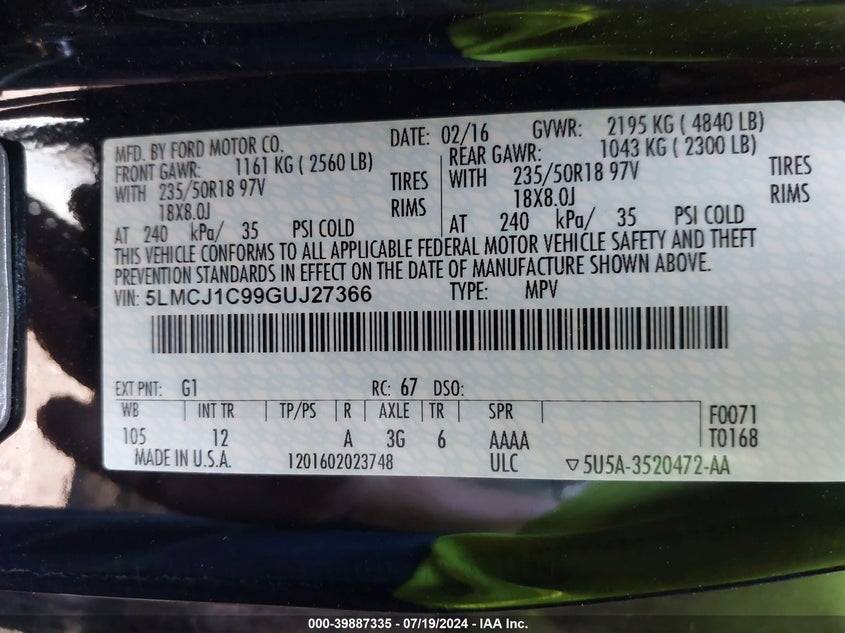 MFD. BY FORD MOTOR CO. DATE: 02/16 GVWR: 2195 KG ( 4840 LB)
FRONT GAWR: 1161 KG ( 2560 LB) REAR GAWR: 1043 KG ( 2300 LB)
WITH 235/50R18 97V TIRES WITH 235/50R18 97V TIRES
18X8.0J RIMS 18X8.0J RIMS
AT 240 kPa/ 35 PSI COLD AT 240 kPa/ 35 PSI COLD
THIS VEHICLE CONFORMS TO ALL APPLICABLE FEDERAL MOTOR VEHICLE SAFETY AND THEFT
PREVENTION STANDARDS IN EFFECT ON THE DATE OF MANUFACTURE SHOWN ABOVE.
VIN: 5LMCJ1C99GUJ27366 TYPE: MPV
EXT PNT: G1 RC: 67 DSO:
WB INT TR TP/PS R AXLE TR SPR F0071
105 12 A 3G 6 AAAA T0168
MADE IN U.S.A. 1201602023748 ULC ▽5U5A-3520472-AA
000-39887335 - 07/19/2024 - IAA Inc.